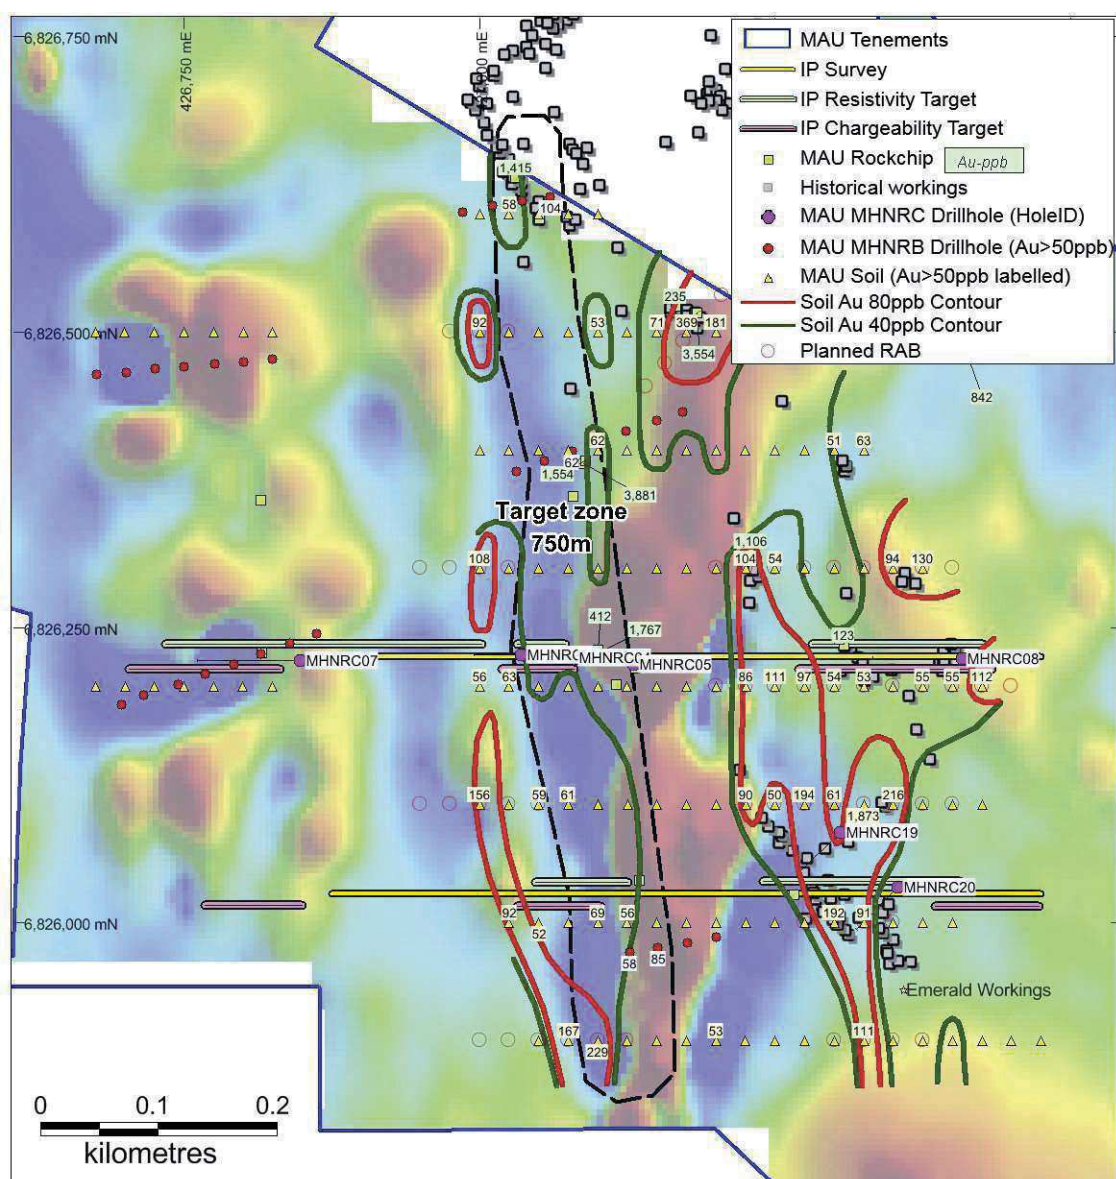 6,826,750 mN
426,750 mE
MAU Tenements
IP Survey
IP Resistivity Target
IP Chargeability Target
MAU Rockchip Au-ppb
Historical workings
MAU MHNRC Drillhole (HoleID)
MAU MHNRB Drillhole (Au>50ppb)
MAU Soil (Au>50ppb labelled)
Soil Au 80ppb Contour
Soil Au 40ppb Contour
Planned RAB
1,415
58
104
235
6,826,500 mN
92
53
71
369
181
3,554
842
62
51
63
62
1,554
3,881
Target zone
750m
1,106
108
104
54
94
130
412
6,826,250 mN
1,767
123
MHNRC07
MHNRC05
MHNRC08
56
63
86
111
97
54
53
55
55
112
156
59
61
90
50
194
61
216
1,873
MHNRC19
MHNRC20
6,826,000 mN
92
69
56
192
91
52
58
85
Emerald Workings
167
53
111
229
0 0.1 0.2
kilometres